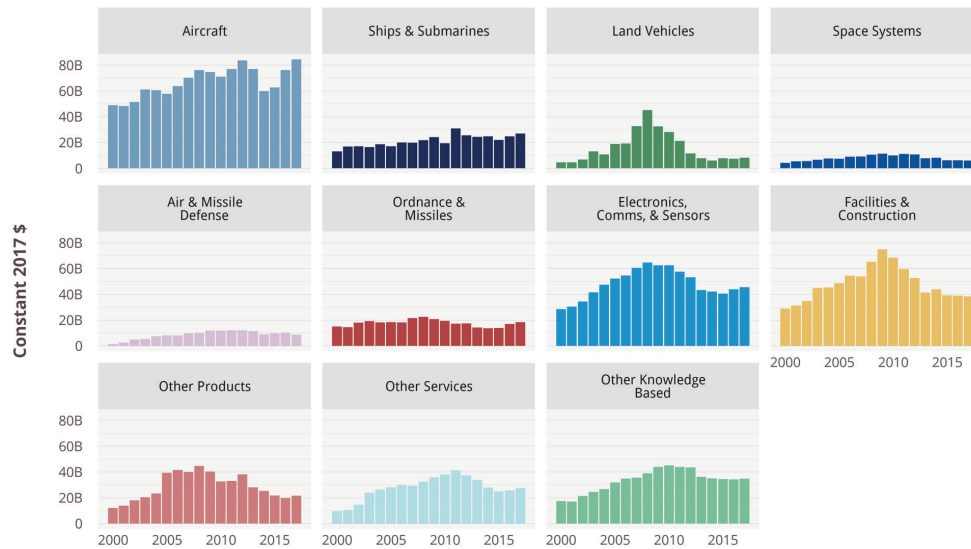 Aircraft
Ships & Submarines
Land Vehicles
Space Systems
80B
60B
40B
20B
0
Air & Missile
Defense
Ordnance &
Missiles
Electronics,
Comms, & Sensors
Facilities &
Construction
Constant 2017 $
80B
60B
40B
20B
0
2000
2005
2010
2015
Other Products
Other Services
Other Knowledge
Based
80B
60B
40B
20B
0
2000
2005
2010
2015
2000
2005
2010
2015
2000
2005
2010
2015